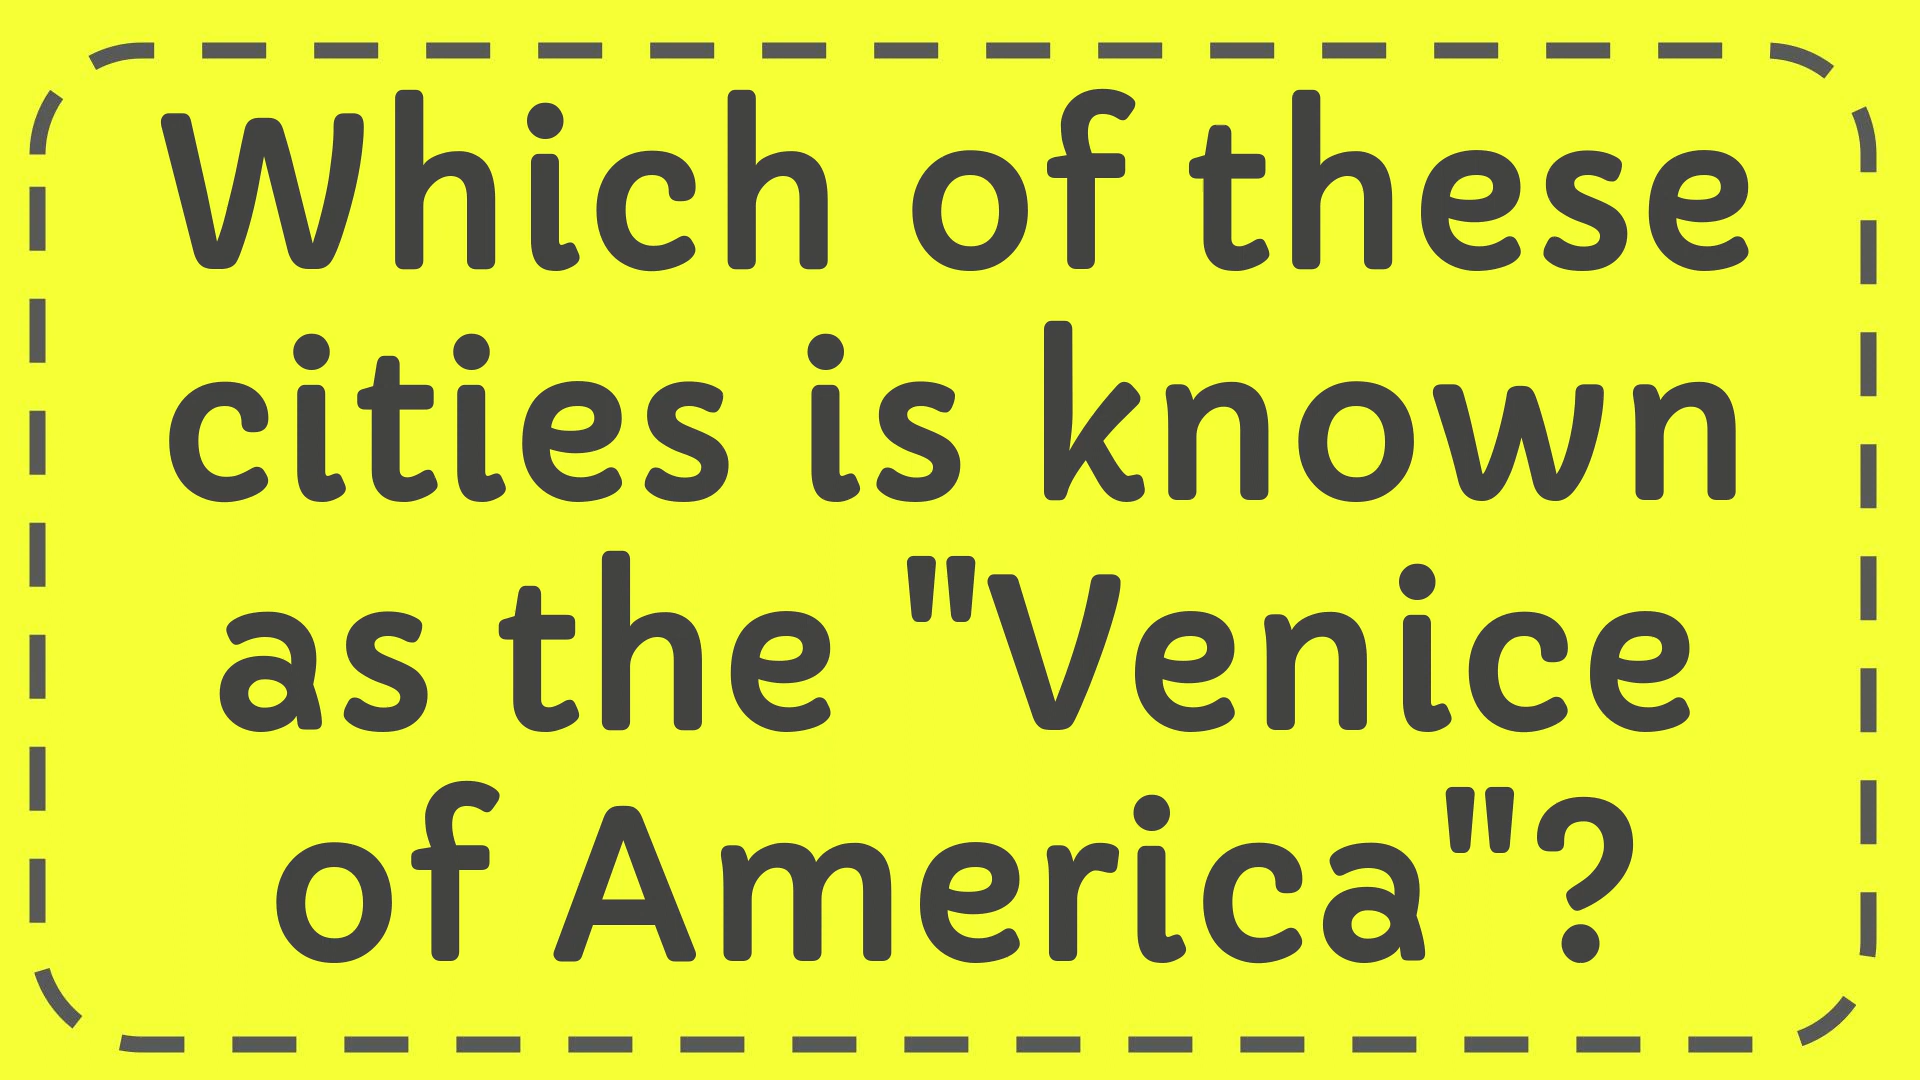 Which of these
cities is known
as the "Venice
of America"?